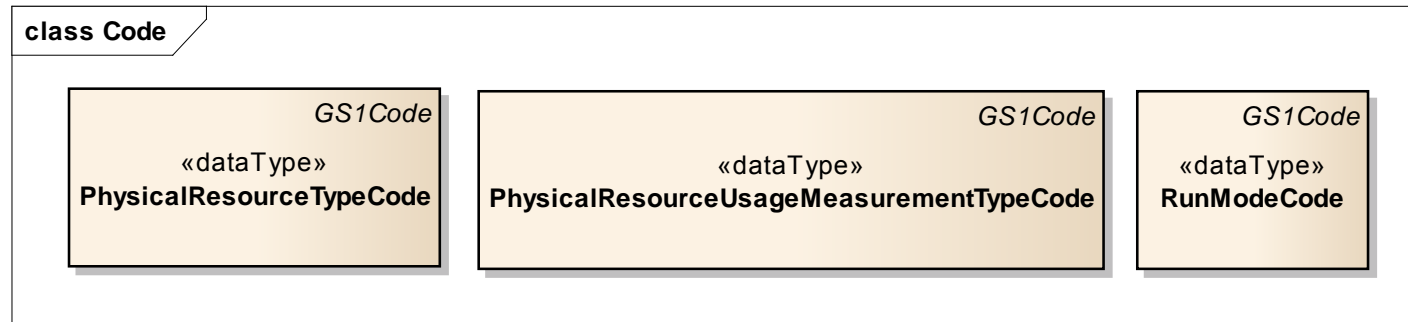 class Code
GS1Code
«dataType»
PhysicalResourceTypeCode
GS1Code
«dataType»
PhysicalResourceUsageMeasurementTypeCode
GS1Code
«dataType»
RunModeCode